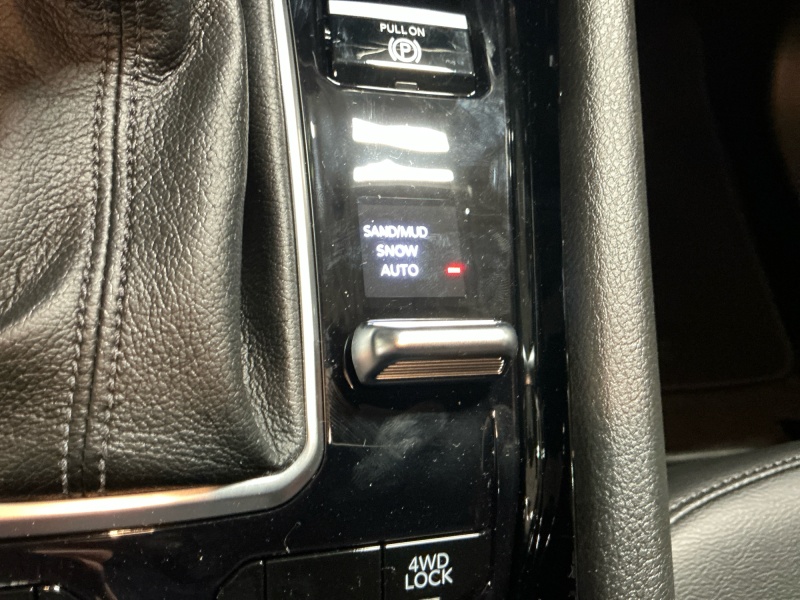 PULL ON
P
SAND/MUD
SNOW
AUTO
4WD
LOCK